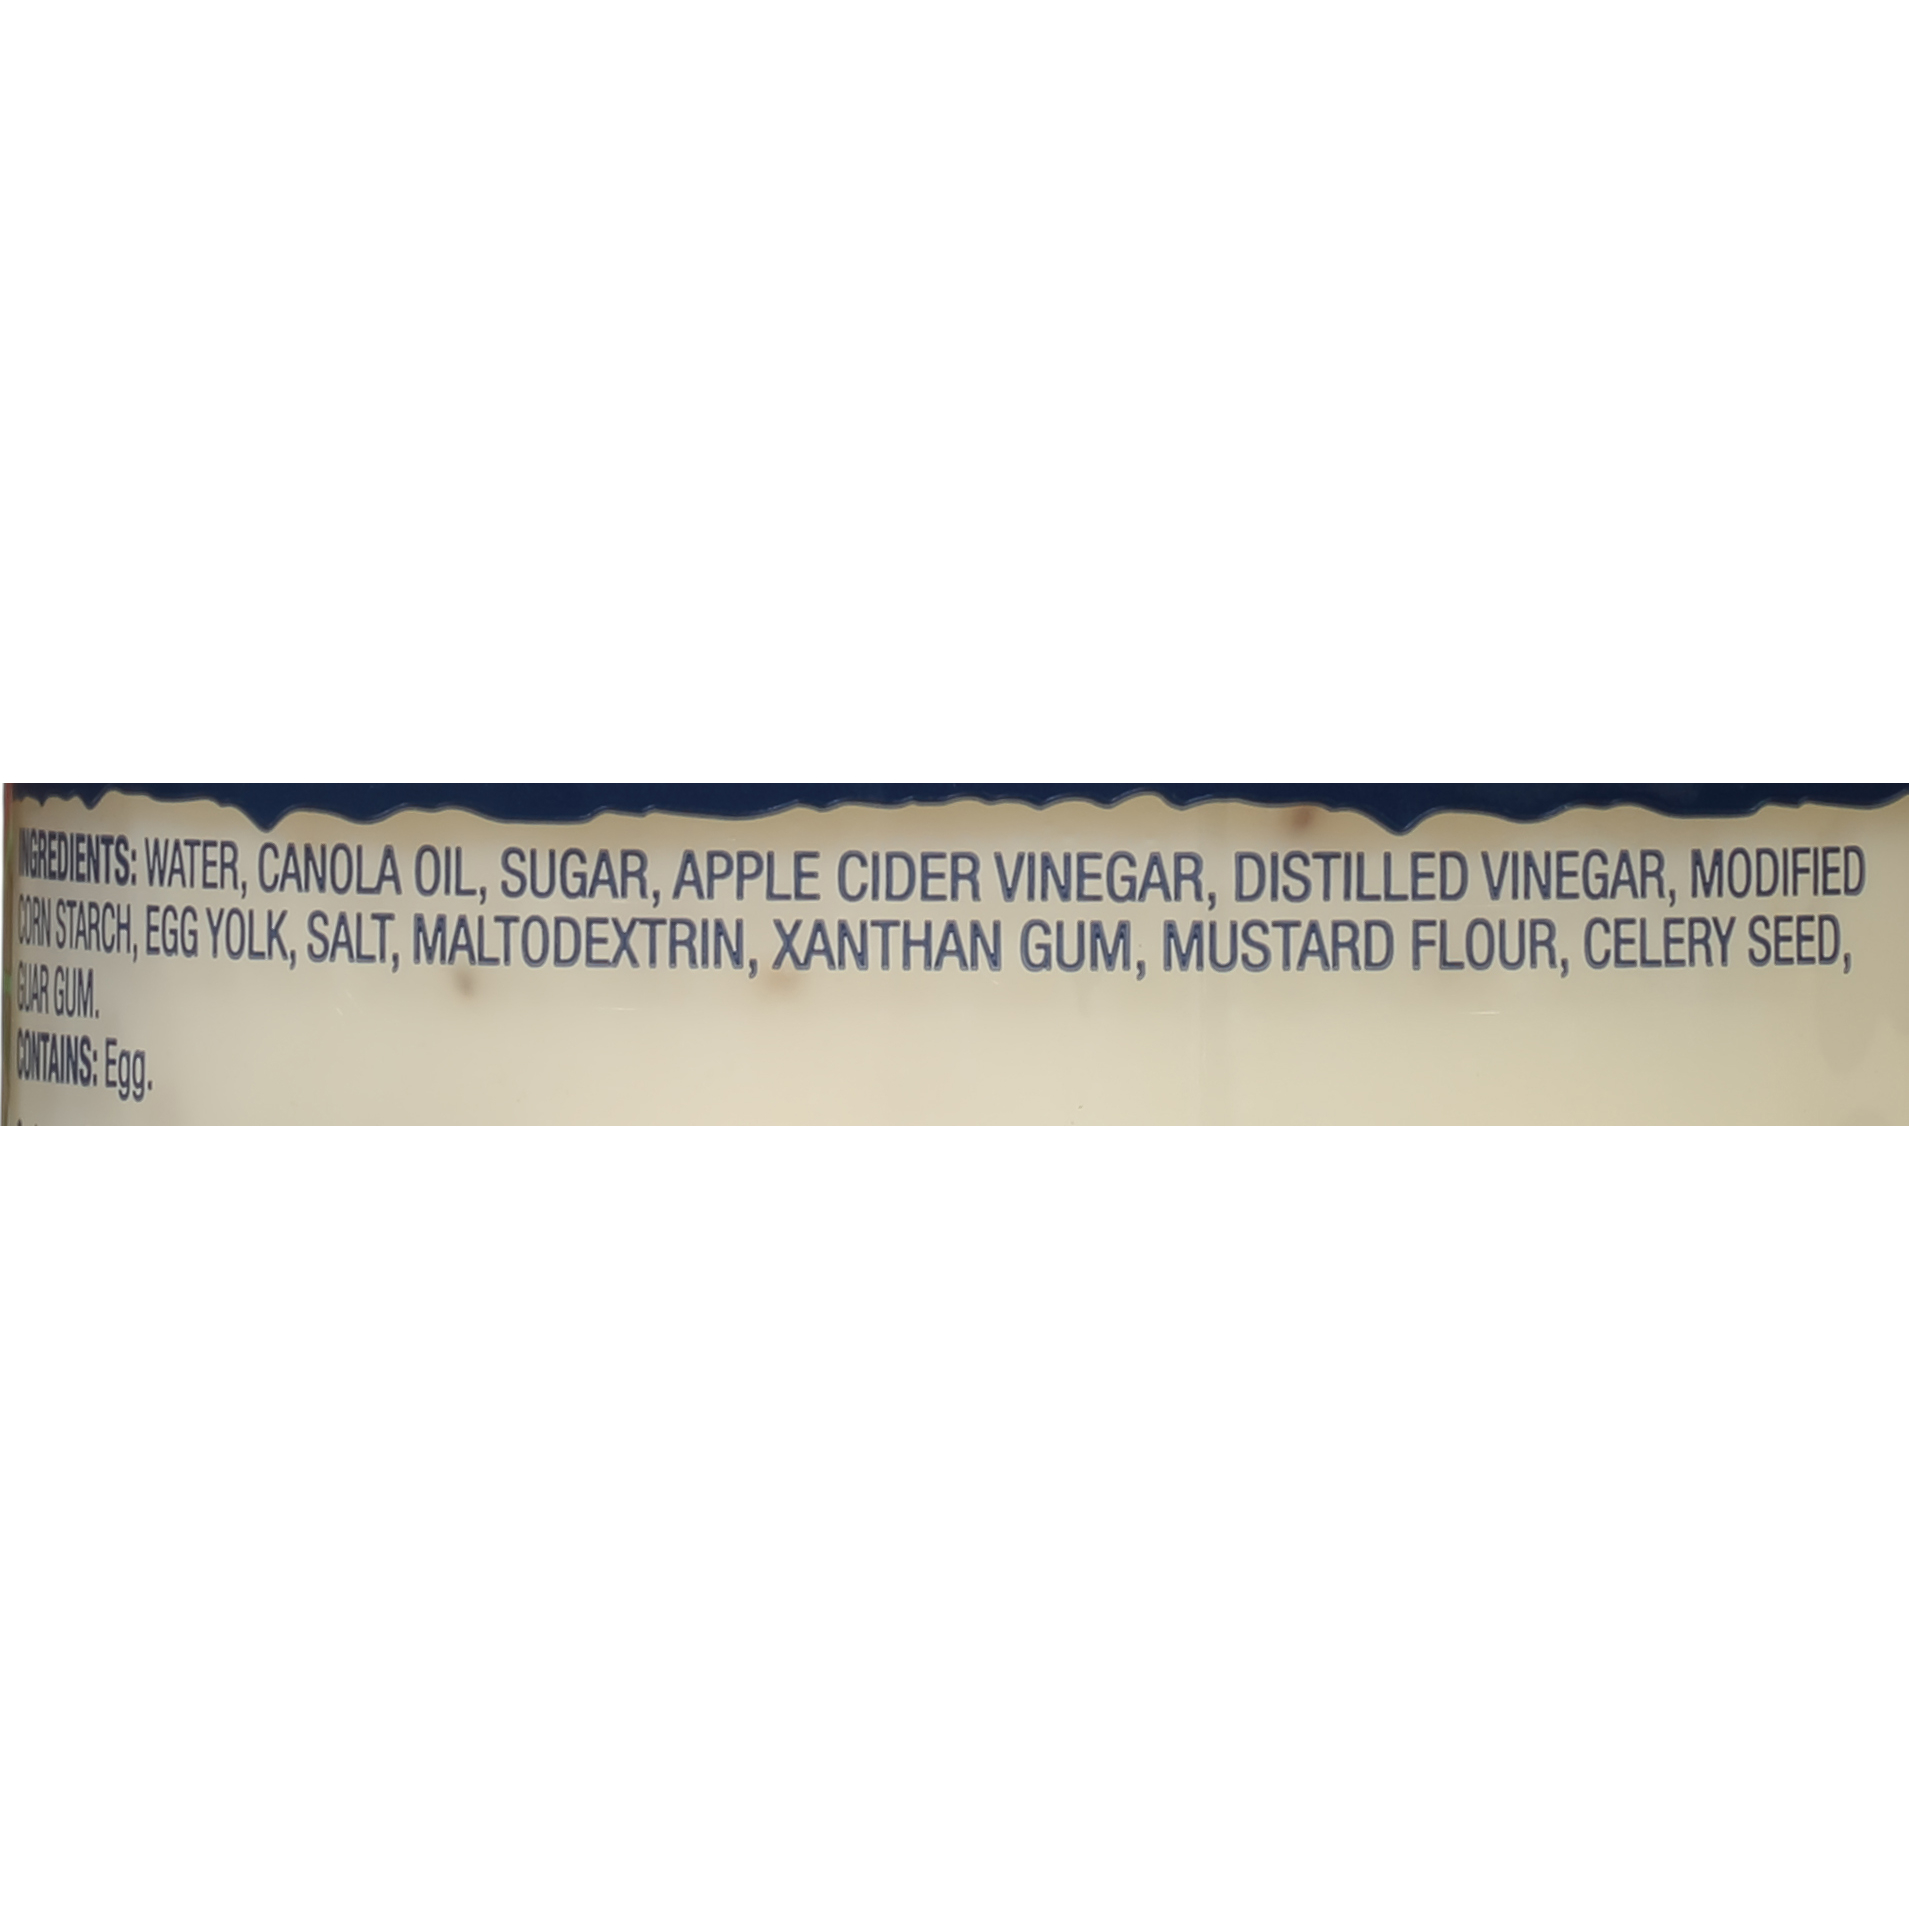 INGREDIENTS: WATER, CANOLA OIL, SUGAR, APPLE CIDER VINEGAR, DISTILLED VINEGAR, MODIFIED
CORN STARCH, EGG YOLK, SALT, MALTODEXTRIN, XANTHAN GUM, MUSTARD FLOUR, CELERY SEED,
GUAR GUM.
CONTAINS: Egg.